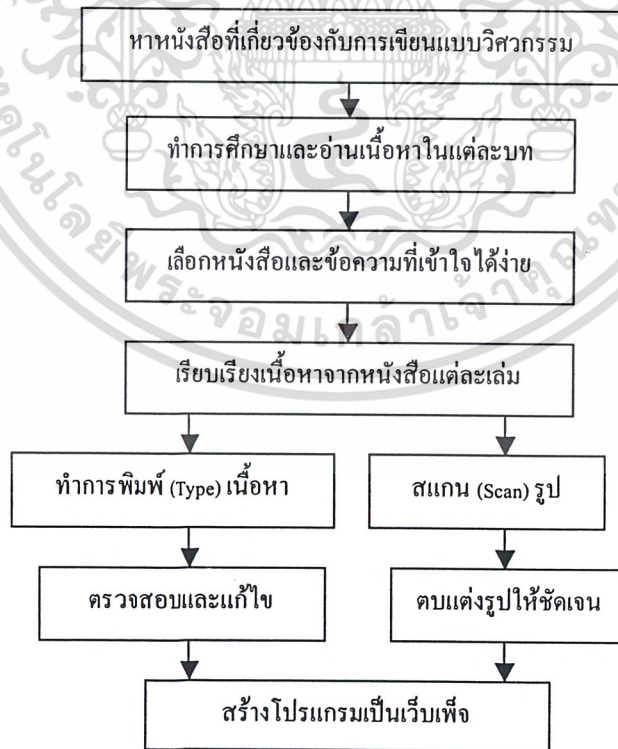 หาหนังสือที่เกี่ยวข้องกับการเขียนแบบวิศวกรรม
ทำการศึกษาและอ่านเนื้อหาในแต่ละบท
เลือกหนังสือและข้อความที่เข้าใจได้ง่าย
เรียบเรียงเนื้อหาจากหนังสือแต่ละเล่ม
ทำการพิมพ์ (Type) เนื้อหา
สแกน (Scan) รูป
ตรวจสอบและแก้ไข
ตบแต่งรูปให้ชัดเจน
สร้างโปรแกรมเป็นเว็บเพ็จ